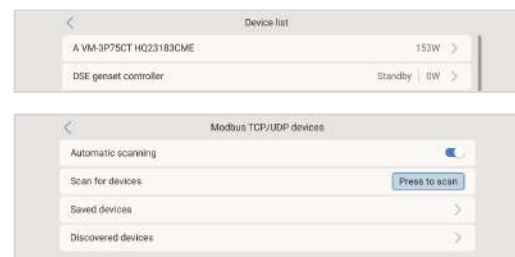 Device list
A VM-3P75CT HQ23183CME 153W
DSE genset controller Standby | 0W
Modbus TCP/UDP devices
Automatic scanning
Scan for devices Press to scan
Saved devices
Discovered devices